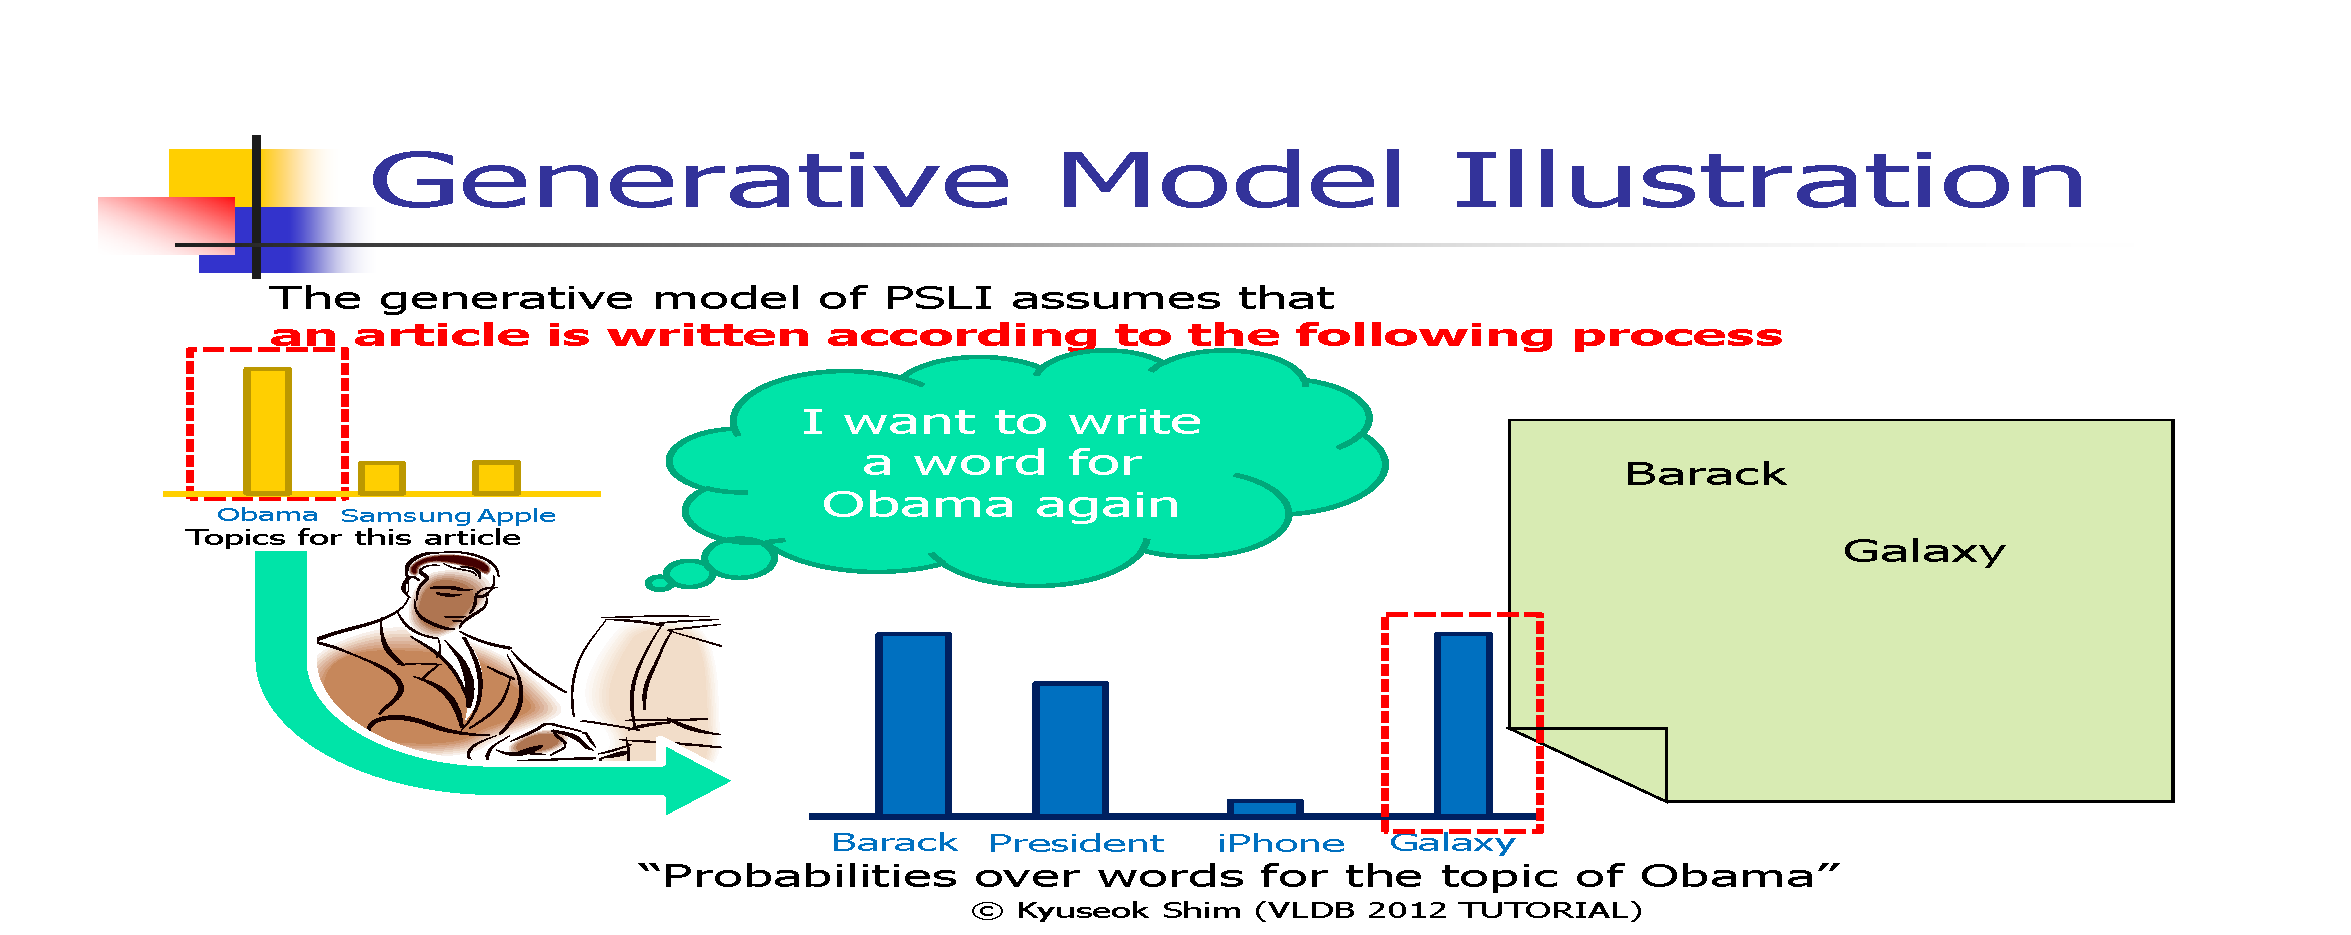 Generative Model Illustration
The generative model of PSLI assumes that
an article is written according to the following process
I want to write
a word for
Obama again
Obama Samsung Apple
Topics for this article
Barack
Galaxy
Barack President iPhone Galaxy
“Probabilities over words for the topic of Obama”
© Kyuseok Shim (VLDB 2012 TUTORIAL)